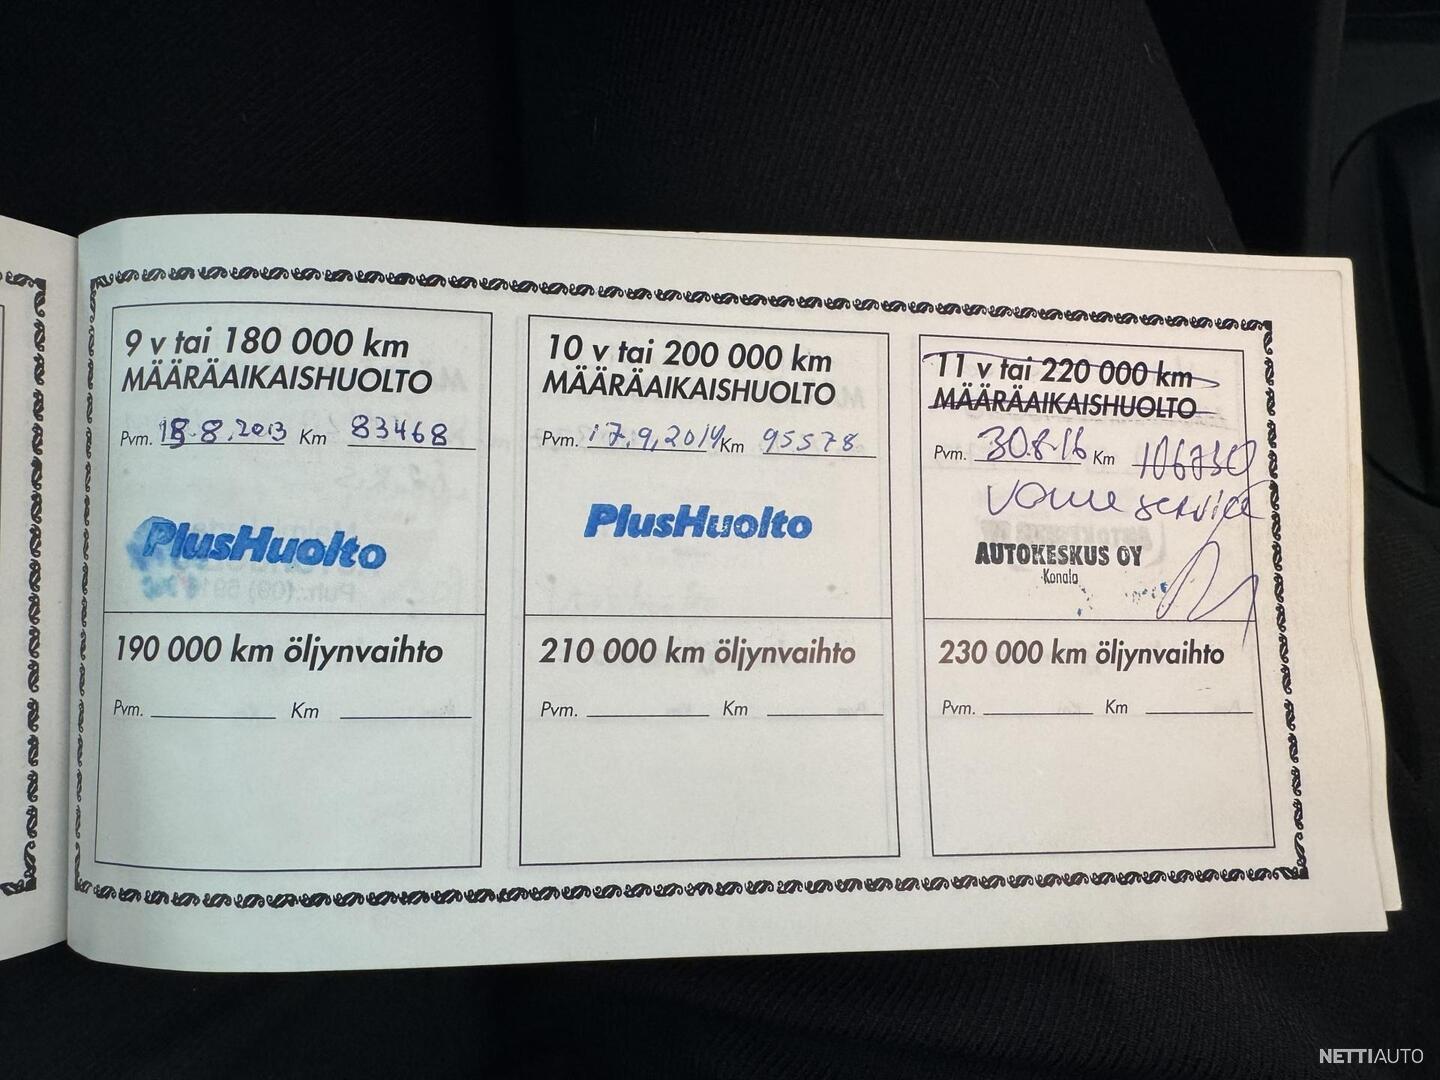 9 v tai 180 000 km
MÄÄRÄAIKAISHUOLTO
Pvm. 18.8.2013 Km 83468
PlusHuolto
190 000 km öljynvaihto
Pvm. Km
10 v tai 200 000 km
MÄÄRÄAIKAISHUOLTO
Pvm. 17.9.2014 Km 95578
PlusHuolto
210 000 km öljynvaihto
Pvm. Km
11 v tai 220 000 km
MÄÄRÄAIKAISHUOLTO
Pvm. 30.8.16 Km 106730
service
AUTOKESKUS OY
Konala
230 000 km öljynvaihto
Pvm. Km
NETTIAUTO